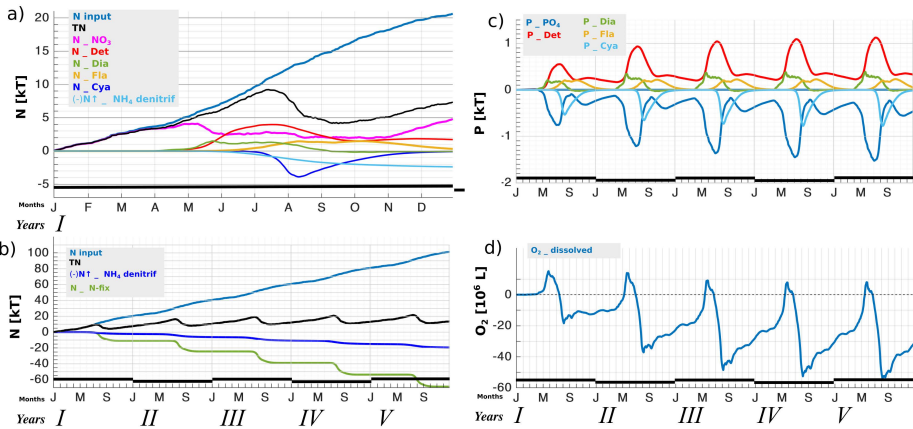 a)
N input
TN
N _ NO₃
N _ Det
N _ Dia
N _ Fla
N _ Cya
(-)N↑ _ NH₄ denitrif
N [kT]
20
15
10
5
0
-5
Months J F M A M J J A S O N D
Years I
b)
N input
TN
(-)N↑ _ NH₄ denitrif
N _ N-fix
N [kT]
100
80
60
40
20
0
-20
-40
-60
Months J M S J M S J M S J M S J M S
Years I II III IV V
c)
P _ PO₄ P _ Dia
P _ Det P _ Fla
P _ Cya
P [kT]
1
0
-1
-2
Months J M S J M S J M S J M S J M S
d)
O₂ _ dissolved
O₂ [10⁶ L]
20
0
-20
-40
-60
Months J M S J M S J M S J M S J M S
Years I II III IV V